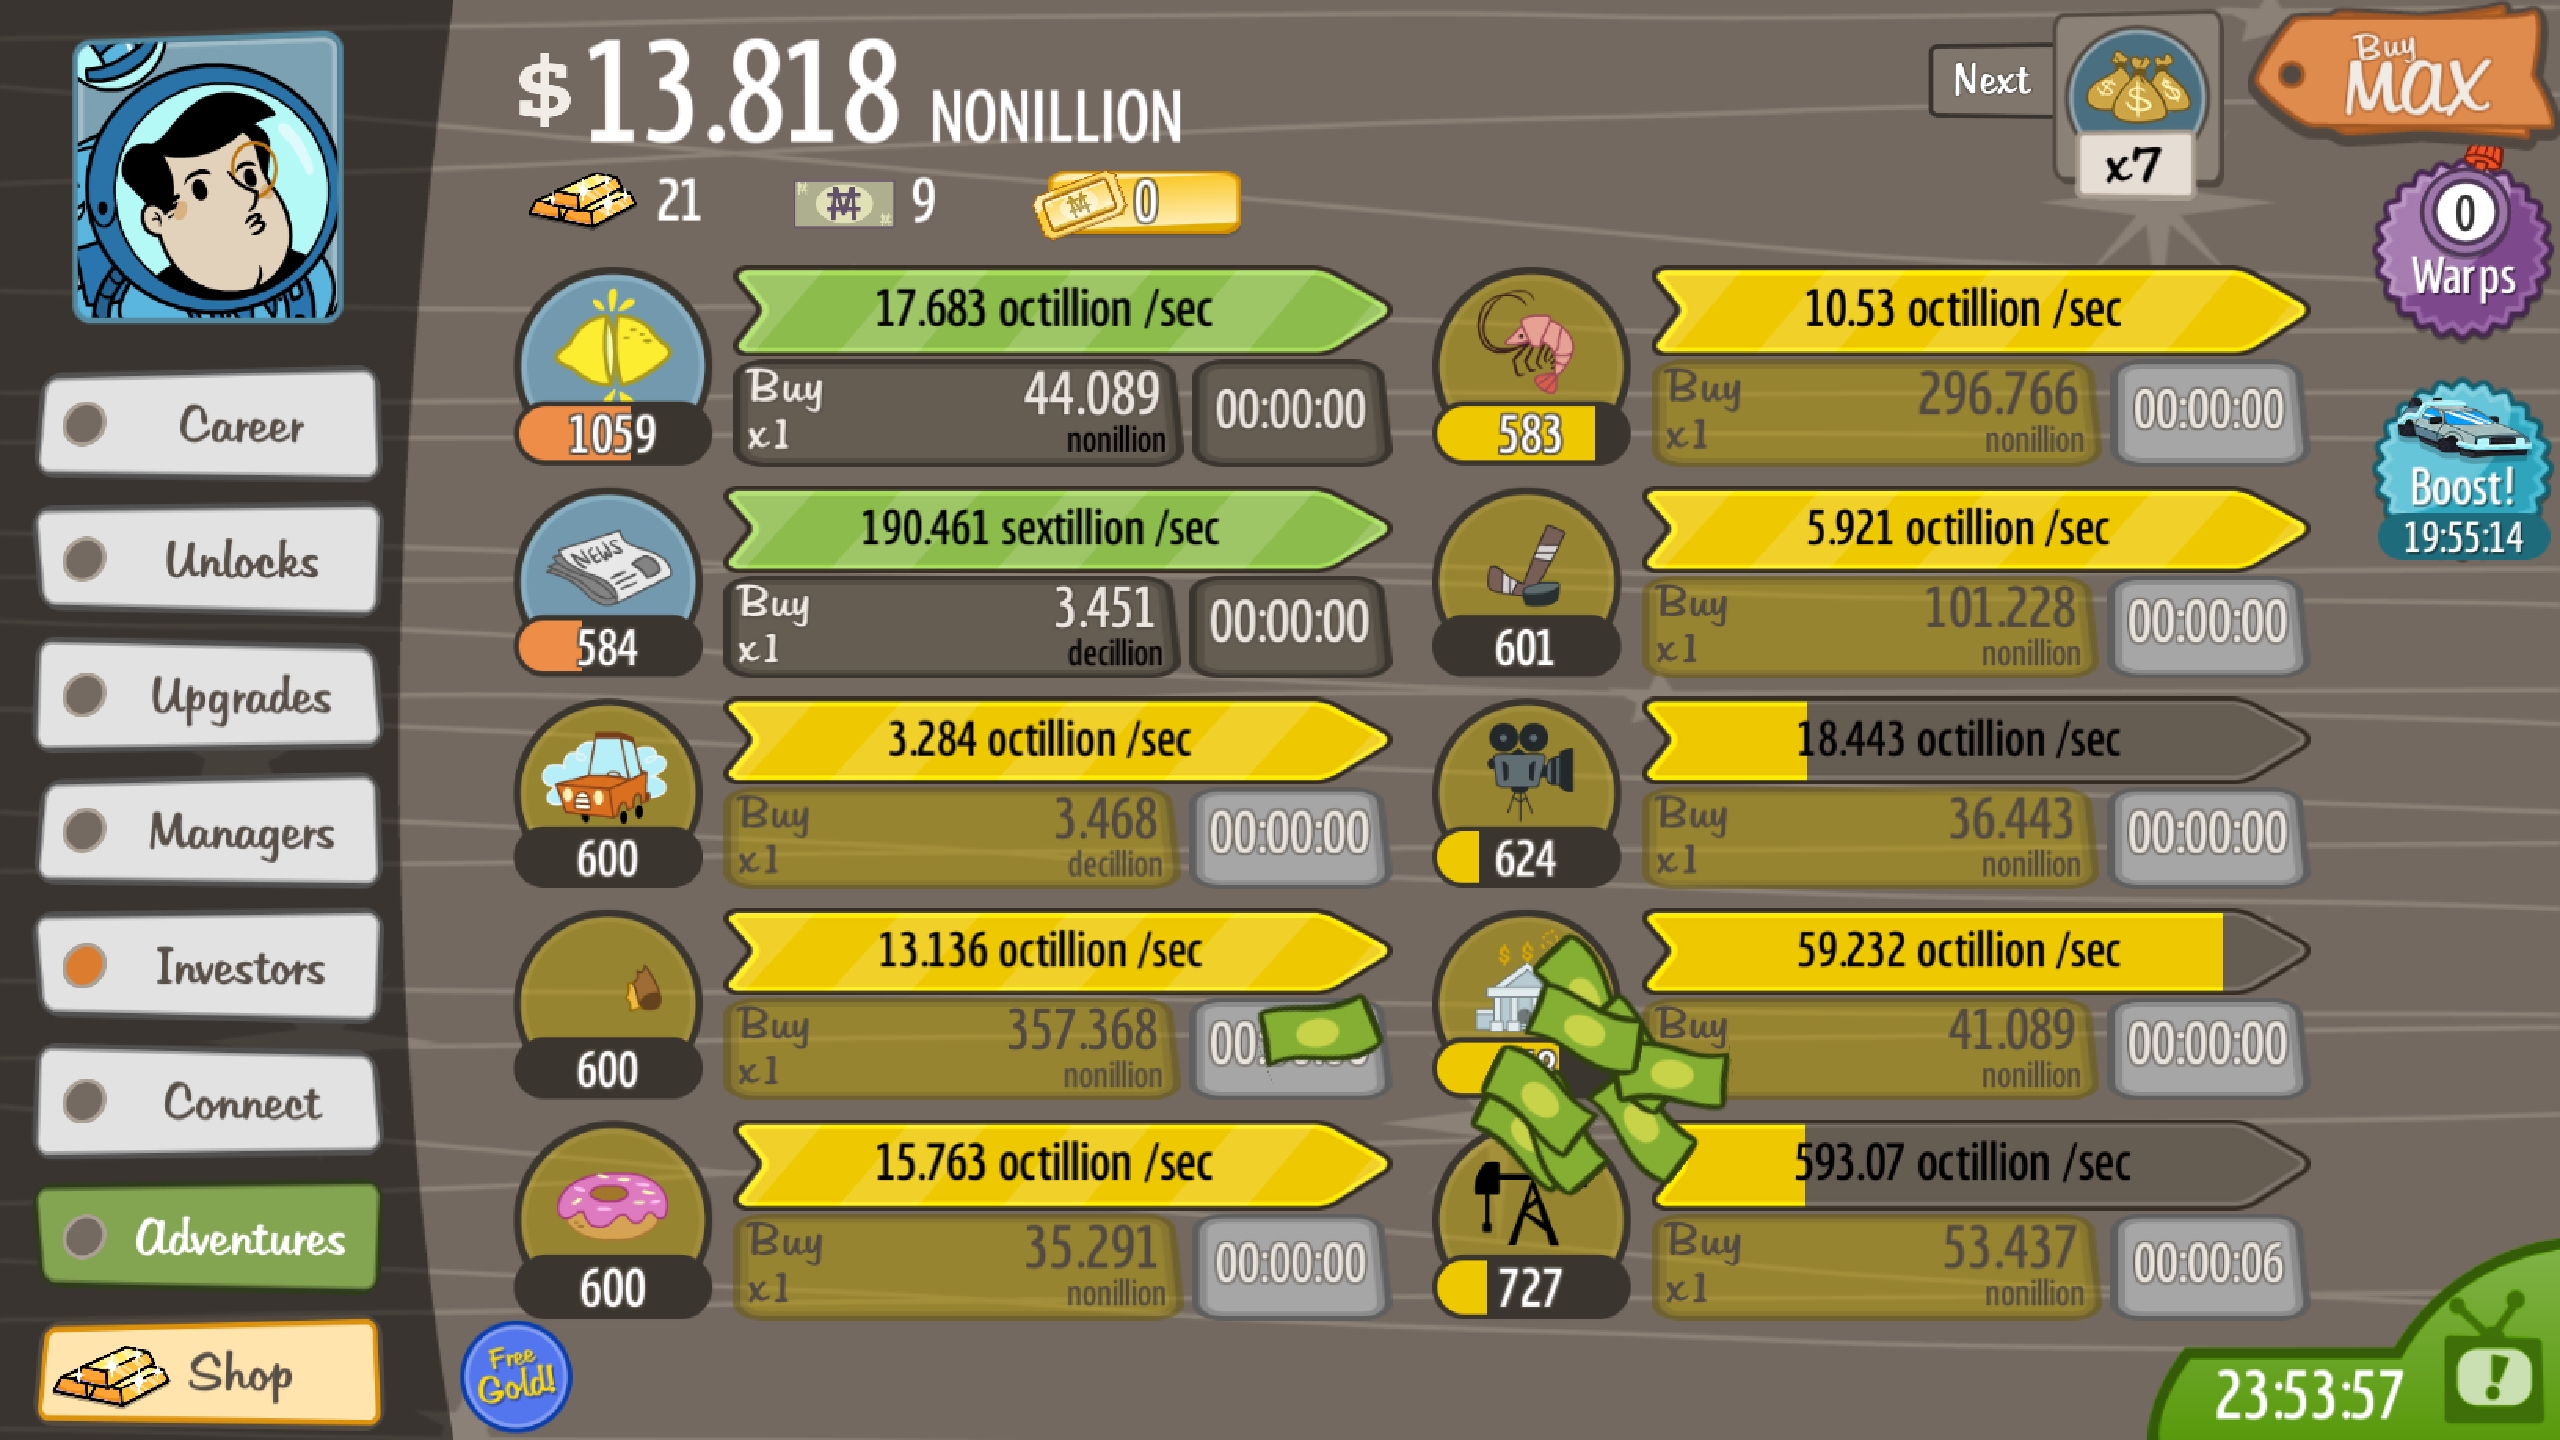 $13.818 NONILLION
21
9
0
Next
x7
Buy
MAX
0
Warps
Boost!
19:55:14
Career
Unlocks
Upgrades
Managers
Investors
Connect
Adventures
Shop
17.683 octillion /sec
Buy
x1
44.089
nonillion
00:00:00
1059
10.53 octillion /sec
Buy
x1
296.766
nonillion
00:00:00
583
190.461 sextillion /sec
NEWS
Buy
x1
3.451
decillion
00:00:00
584
5.921 octillion /sec
Buy
x1
101.228
nonillion
00:00:00
601
3.284 octillion /sec
Buy
x1
3.468
decillion
00:00:00
600
18.443 octillion /sec
Buy
x1
36.443
nonillion
00:00:00
624
13.136 octillion /sec
Buy
x1
357.368
nonillion
600
59.232 octillion /sec
Buy
41.089
nonillion
00:00:00
15.763 octillion /sec
Buy
x1
35.291
nonillion
00:00:00
600
593.07 octillion /sec
Buy
x1
53.437
nonillion
00:00:06
727
Free
Gold!
23:53:57
!